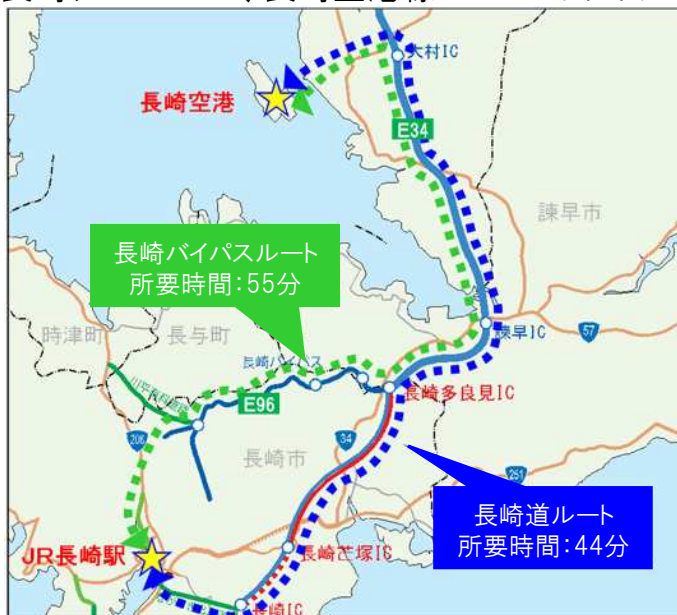 大村IC
長崎空港
E34
諫早市
長崎バイパスルート
所要時間：55分
時津町
長与町
諫早IC
57
長崎バイパス
長崎多良見IC
E96
206
34
長崎市
251
長崎道ルート
所要時間：44分
JR長崎駅
長崎芒塚IC
長崎IC